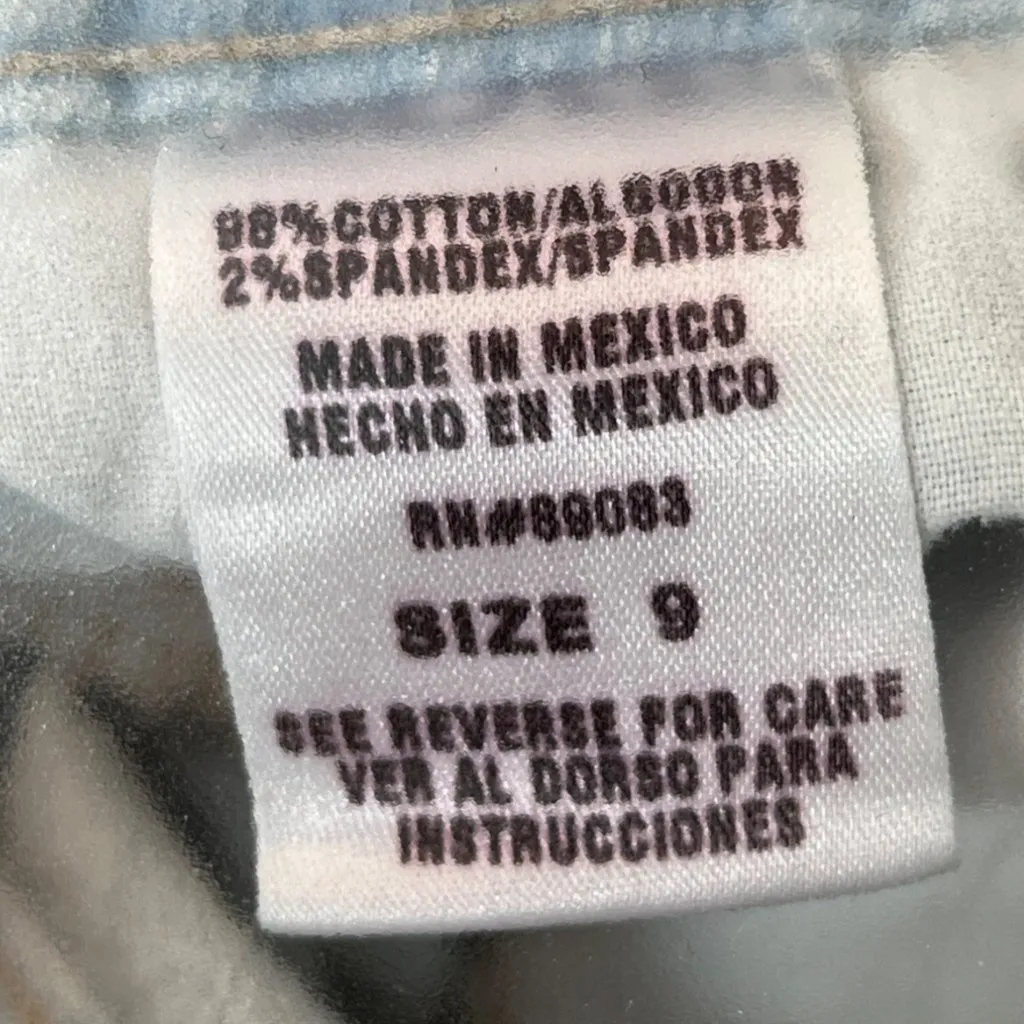 98%COTTON/ALGODON
2%SPANDEX/SPANDEX
MADE IN MEXICO
HECHO EN MEXICO
RN#89083
SIZE 9
SEE REVERSE FOR CARE
VER AL DORSO PARA
INSTRUCCIONES